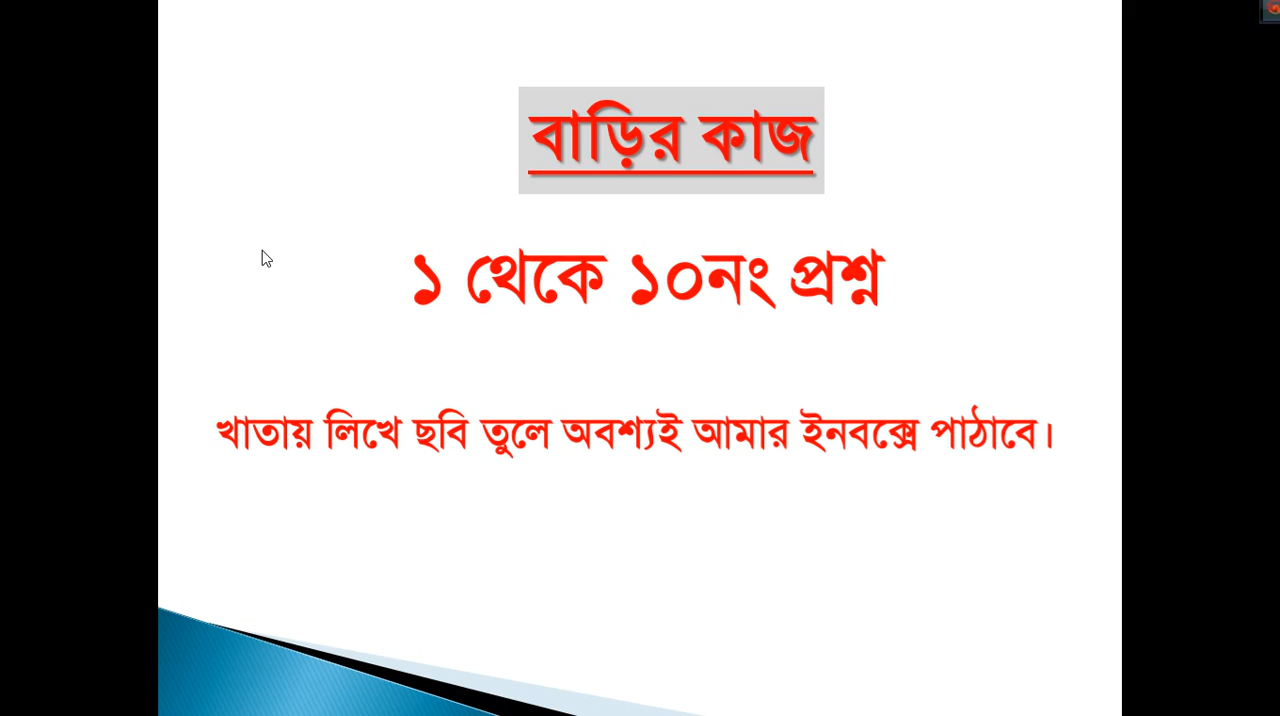 বাড়ির কাজ
১ থেকে ১০নং প্রশ্ন
খাতায় লিখে ছবি তুলে অবশ্যই আমার ইনবক্সে পাঠাবে।